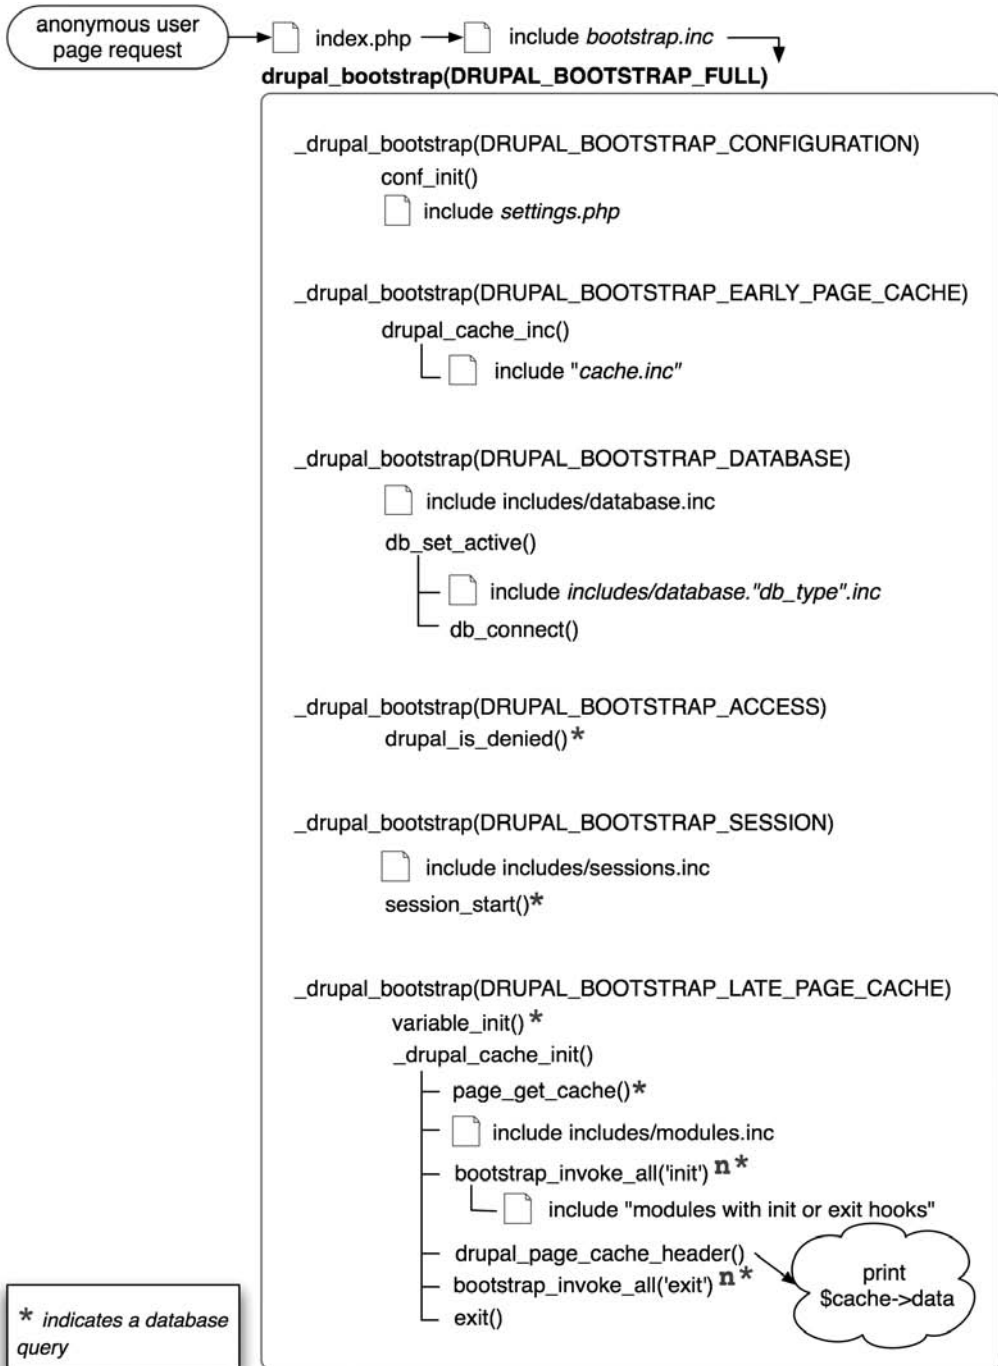 anonymous user
page request
index.php
include bootstrap.inc
drupal_bootstrap(DRUPAL_BOOTSTRAP_FULL)
_drupal_bootstrap(DRUPAL_BOOTSTRAP_CONFIGURATION)
conf_init()
include settings.php
_drupal_bootstrap(DRUPAL_BOOTSTRAP_EARLY_PAGE_CACHE)
drupal_cache_inc()
include "cache.inc"
_drupal_bootstrap(DRUPAL_BOOTSTRAP_DATABASE)
include includes/database.inc
db_set_active()
include includes/database."db_type".inc
db_connect()
_drupal_bootstrap(DRUPAL_BOOTSTRAP_ACCESS)
drupal_is_denied()*
_drupal_bootstrap(DRUPAL_BOOTSTRAP_SESSION)
include includes/sessions.inc
session_start()*
_drupal_bootstrap(DRUPAL_BOOTSTRAP_LATE_PAGE_CACHE)
variable_init()*
_drupal_cache_init()
page_get_cache()*
include includes/modules.inc
bootstrap_invoke_all('init') n*
include "modules with init or exit hooks"
drupal_page_cache_header()
bootstrap_invoke_all('exit') n*
exit()
print
$cache->data
* indicates a database
query